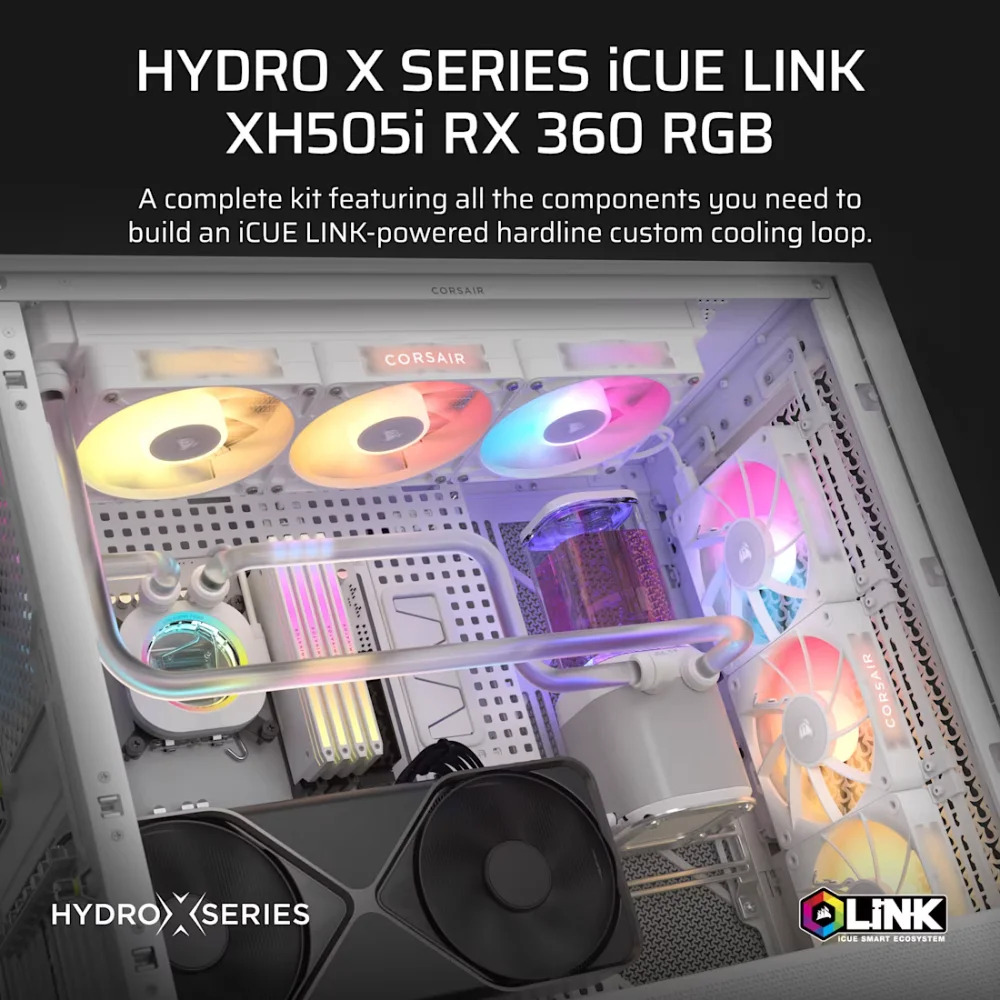 HYDRO X SERIES iCUE LINK
XH505i RX 360 RGB
A complete kit featuring all the components you need to
build an iCUE LINK-powered hardline custom cooling loop.
CORSAIR
CORSAIR
CORSAIR
HYDRO X SERIES
LiNK
iCUE SMART ECOSYSTEM